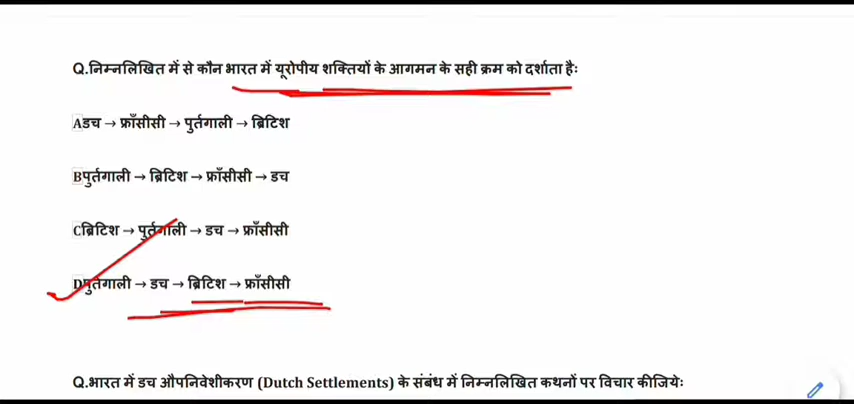 Q.निम्नलिखित में से कौन भारत में यूरोपीय शक्तियों के आगमन के सही क्रम को दर्शाता है:
Aडच → फ्राँसीसी → पुर्तगाली → ब्रिटिश
Bपुर्तगाली → ब्रिटिश → फ्राँसीसी → डच
Cब्रिटिश → पुर्तगाली → डच → फ्राँसीसी
Dपुर्तगाली → डच → ब्रिटिश → फ्राँसीसी
Q.भारत में डच औपनिवेशीकरण (Dutch Settlements) के संबंध में निम्नलिखित कथनों पर विचार कीजिये: